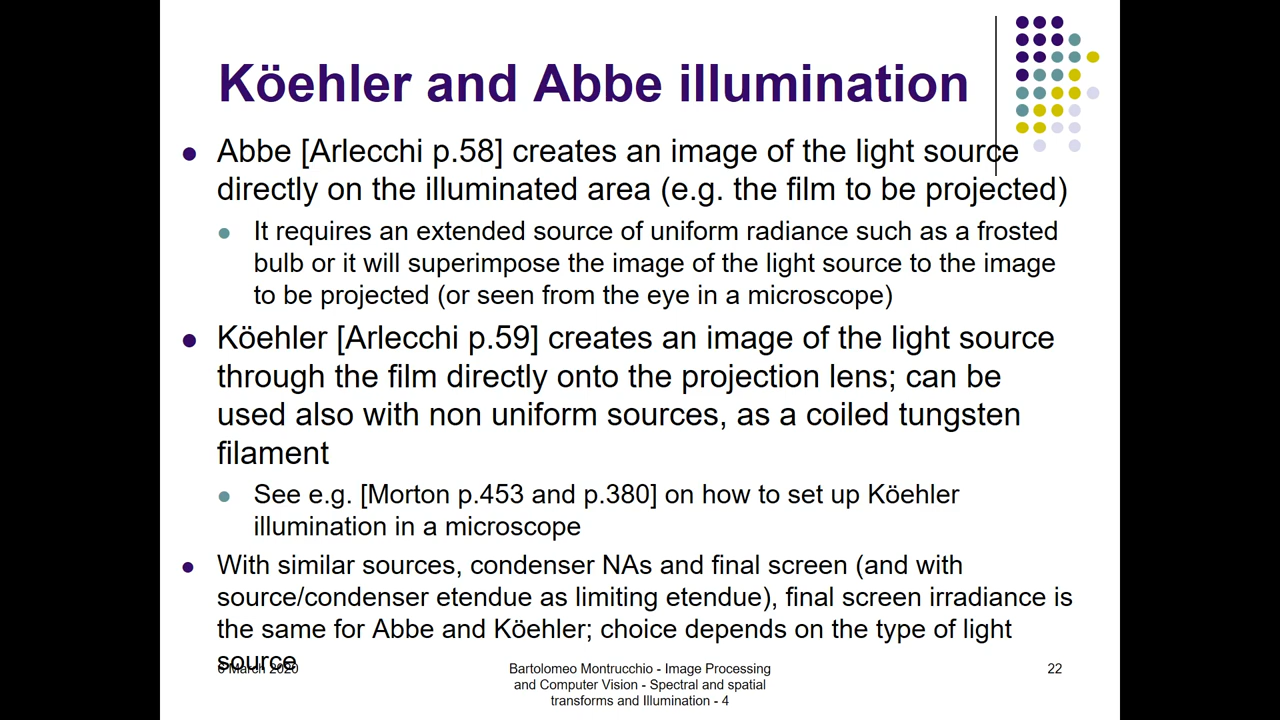 Köehler and Abbe illumination
Abbe [Arlecchi p.58] creates an image of the light source
directly on the illuminated area (e.g. the film to be projected)
It requires an extended source of uniform radiance such as a frosted
bulb or it will superimpose the image of the light source to the image
to be projected (or seen from the eye in a microscope)
Köehler [Arlecchi p.59] creates an image of the light source
through the film directly onto the projection lens; can be
used also with non uniform sources, as a coiled tungsten
filament
See e.g. [Morton p.453 and p.380] on how to set up Köehler
illumination in a microscope
With similar sources, condenser NAs and final screen (and with
source/condenser etendue as limiting etendue), final screen irradiance is
the same for Abbe and Köehler; choice depends on the type of light
source
6 March 2020
Bartolomeo Montrucchio - Image Processing
and Computer Vision - Spectral and spatial
transforms and Illumination - 4
22